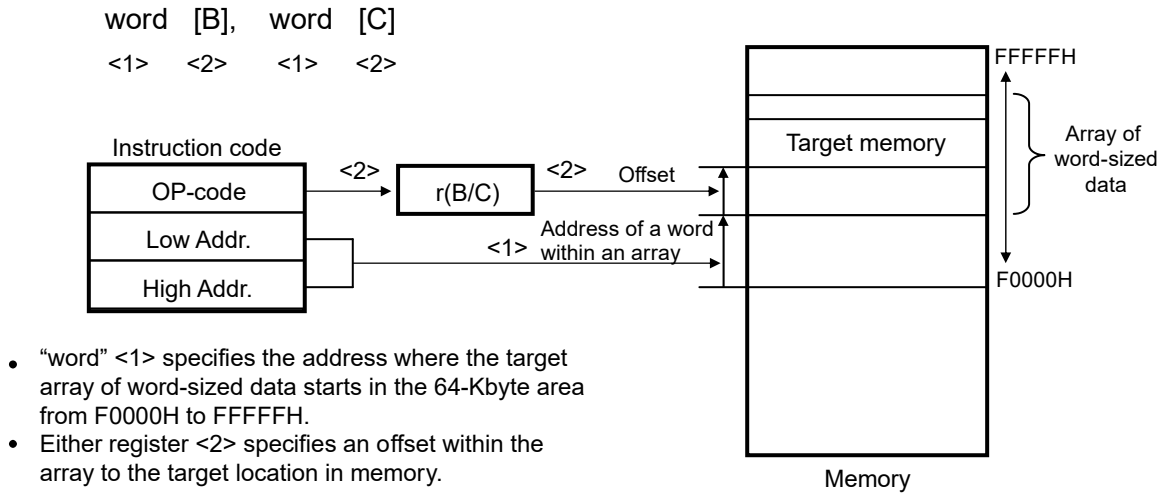 word [B], word [C]
<1> <2> <1> <2>
Instruction code
OP-code
Low Addr.
High Addr.
<2>
r(B/C)
<2>
Offset
<1>
Address of a word
within an array
Target memory
FFFFFH
Array of
word-sized
data
F0000H
Memory
• “word” <1> specifies the address where the target
array of word-sized data starts in the 64-Kbyte area
from F0000H to FFFFFH.
• Either register <2> specifies an offset within the
array to the target location in memory.